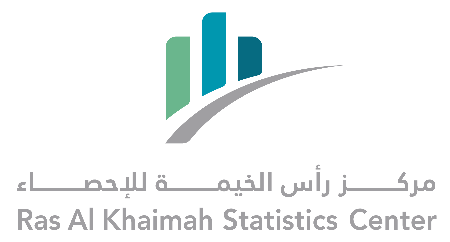 مركز رأس الخيمة للإحصاء
Ras Al Khaimah Statistics Center